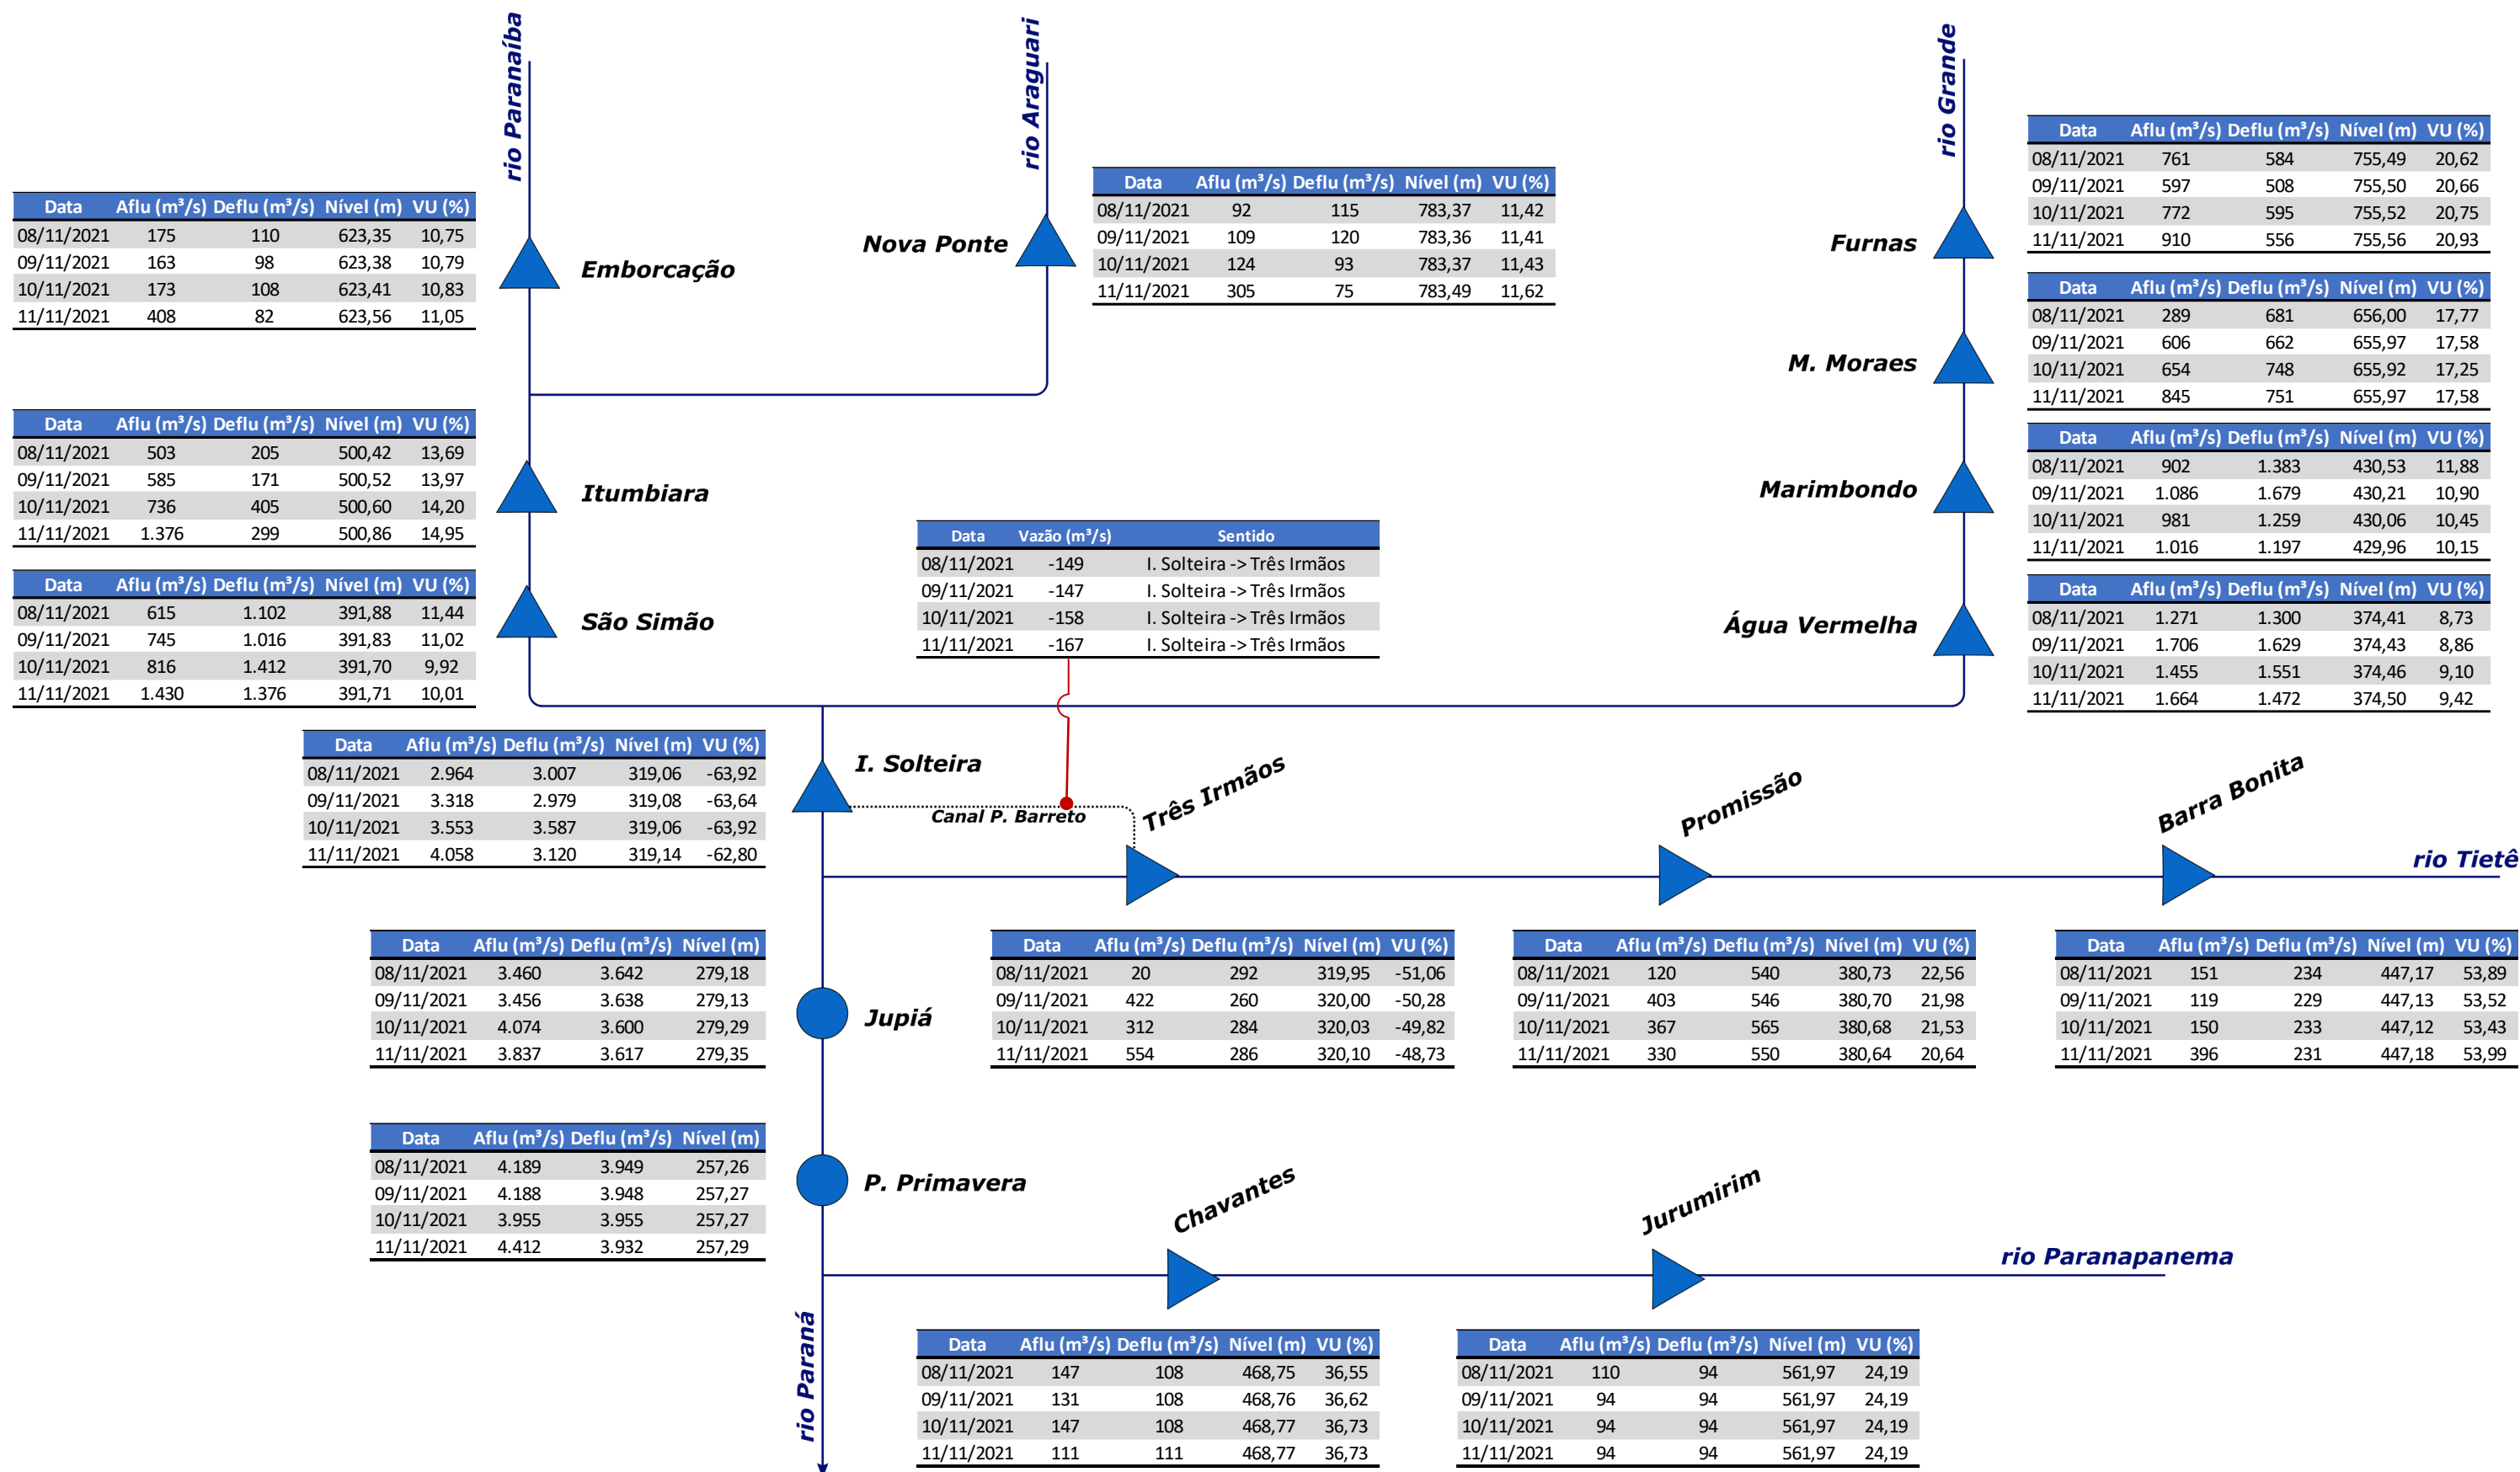 rio Paranaíba
rio Araguari
rio Grande
Data Aflu (m³/s) Deflu (m³/s) Nível (m) VU (%)
08/11/2021 175 110 623,35 10,75
09/11/2021 163 98 623,38 10,79
10/11/2021 173 108 623,41 10,83
11/11/2021 408 82 623,56 11,05
Emborcação
Nova Ponte
Data Aflu (m³/s) Deflu (m³/s) Nível (m) VU (%)
08/11/2021 92 115 783,37 11,42
09/11/2021 109 120 783,36 11,41
10/11/2021 124 93 783,37 11,43
11/11/2021 305 75 783,49 11,62
Furnas
Data Aflu (m³/s) Deflu (m³/s) Nível (m) VU (%)
08/11/2021 761 584 755,49 20,62
09/11/2021 597 508 755,50 20,66
10/11/2021 772 595 755,52 20,75
11/11/2021 910 556 755,56 20,93
M. Moraes
Data Aflu (m³/s) Deflu (m³/s) Nível (m) VU (%)
08/11/2021 289 681 656,00 17,77
09/11/2021 606 662 655,97 17,58
10/11/2021 654 748 655,92 17,25
11/11/2021 845 751 655,97 17,58
Data Aflu (m³/s) Deflu (m³/s) Nível (m) VU (%)
08/11/2021 503 205 500,42 13,69
09/11/2021 585 171 500,52 13,97
10/11/2021 736 405 500,60 14,20
11/11/2021 1.376 299 500,86 14,95
Itumbiara
Marimbondo
Data Aflu (m³/s) Deflu (m³/s) Nível (m) VU (%)
08/11/2021 902 1.383 430,53 11,88
09/11/2021 1.086 1.679 430,21 10,90
10/11/2021 981 1.259 430,06 10,45
11/11/2021 1.016 1.197 429,96 10,15
Data Aflu (m³/s) Deflu (m³/s) Nível (m) VU (%)
08/11/2021 615 1.102 391,88 11,44
09/11/2021 745 1.016 391,83 11,02
10/11/2021 816 1.412 391,70 9,92
11/11/2021 1.430 1.376 391,71 10,01
São Simão
Data Vazão (m³/s) Sentido
08/11/2021 -149 I. Solteira -> Três Irmãos
09/11/2021 -147 I. Solteira -> Três Irmãos
10/11/2021 -158 I. Solteira -> Três Irmãos
11/11/2021 -167 I. Solteira -> Três Irmãos
Água Vermelha
Data Aflu (m³/s) Deflu (m³/s) Nível (m) VU (%)
08/11/2021 1.271 1.300 374,41 8,73
09/11/2021 1.706 1.629 374,43 8,86
10/11/2021 1.455 1.551 374,46 9,10
11/11/2021 1.664 1.472 374,50 9,42
Data Aflu (m³/s) Deflu (m³/s) Nível (m) VU (%)
08/11/2021 2.964 3.007 319,06 -63,92
09/11/2021 3.318 2.979 319,08 -63,64
10/11/2021 3.553 3.587 319,06 -63,92
11/11/2021 4.058 3.120 319,14 -62,80
I. Solteira
Canal P. Barreto
Três Irmãos
Promissão
Barra Bonita
rio Tietê
Data Aflu (m³/s) Deflu (m³/s) Nível (m)
08/11/2021 3.460 3.642 279,18
09/11/2021 3.456 3.638 279,13
10/11/2021 4.074 3.600 279,29
11/11/2021 3.837 3.617 279,35
Jupiá
Data Aflu (m³/s) Deflu (m³/s) Nível (m) VU (%)
08/11/2021 20 292 319,95 -51,06
09/11/2021 422 260 320,00 -50,28
10/11/2021 312 284 320,03 -49,82
11/11/2021 554 286 320,10 -48,73
Data Aflu (m³/s) Deflu (m³/s) Nível (m) VU (%)
08/11/2021 120 540 380,73 22,56
09/11/2021 403 546 380,70 21,98
10/11/2021 367 565 380,68 21,53
11/11/2021 330 550 380,64 20,64
Data Aflu (m³/s) Deflu (m³/s) Nível (m) VU (%)
08/11/2021 151 234 447,17 53,89
09/11/2021 119 229 447,13 53,52
10/11/2021 150 233 447,12 53,43
11/11/2021 396 231 447,18 53,99
Data Aflu (m³/s) Deflu (m³/s) Nível (m)
08/11/2021 4.189 3.949 257,26
09/11/2021 4.188 3.948 257,27
10/11/2021 3.955 3.955 257,27
11/11/2021 4.412 3.932 257,29
P. Primavera
Chavantes
Jurumirim
rio Paranapanema
rio Paraná
Data Aflu (m³/s) Deflu (m³/s) Nível (m) VU (%)
08/11/2021 147 108 468,75 36,55
09/11/2021 131 108 468,76 36,62
10/11/2021 147 108 468,77 36,73
11/11/2021 111 111 468,77 36,73
Data Aflu (m³/s) Deflu (m³/s) Nível (m) VU (%)
08/11/2021 110 94 561,97 24,19
09/11/2021 94 94 561,97 24,19
10/11/2021 94 94 561,97 24,19
11/11/2021 94 94 561,97 24,19